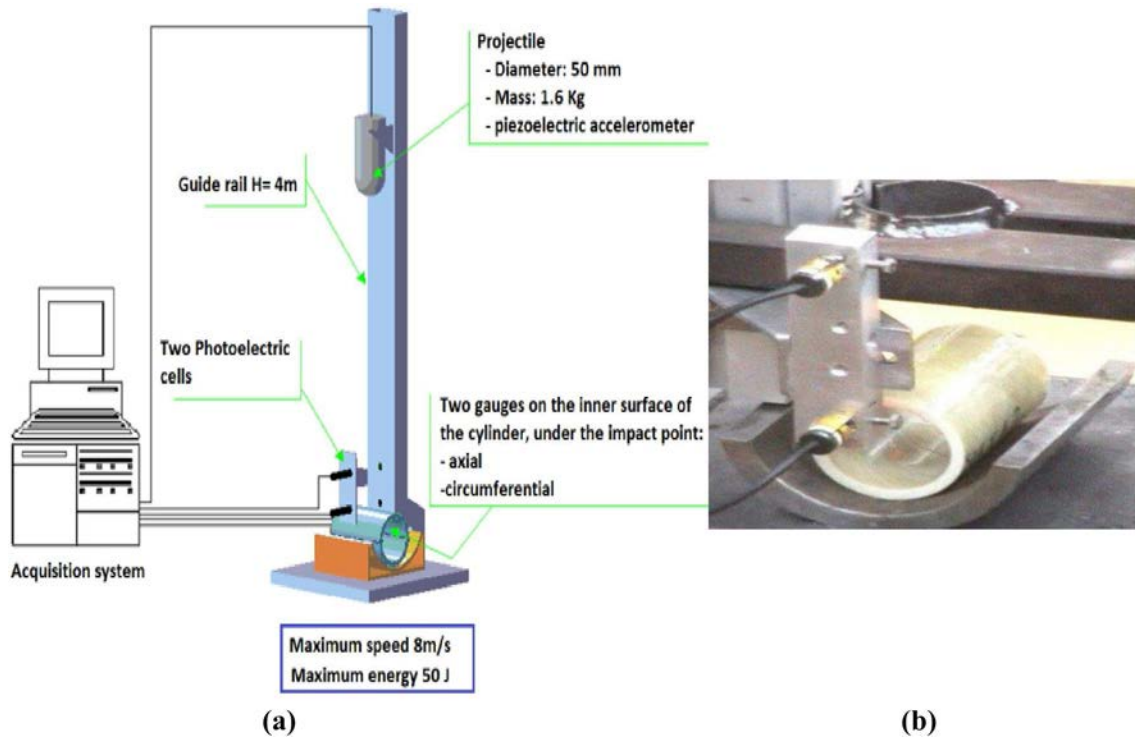 Projectile
- Diameter: 50 mm
- Mass: 1.6 Kg
- piezoelectric accelerometer
Guide rail H= 4m
Two Photoelectric
cells
Two gauges on the inner surface of
the cylinder, under the impact point:
- axial
-circumferential
Acquisition system
Maximum speed 8m/s
Maximum energy 50 J
(a)
(b)